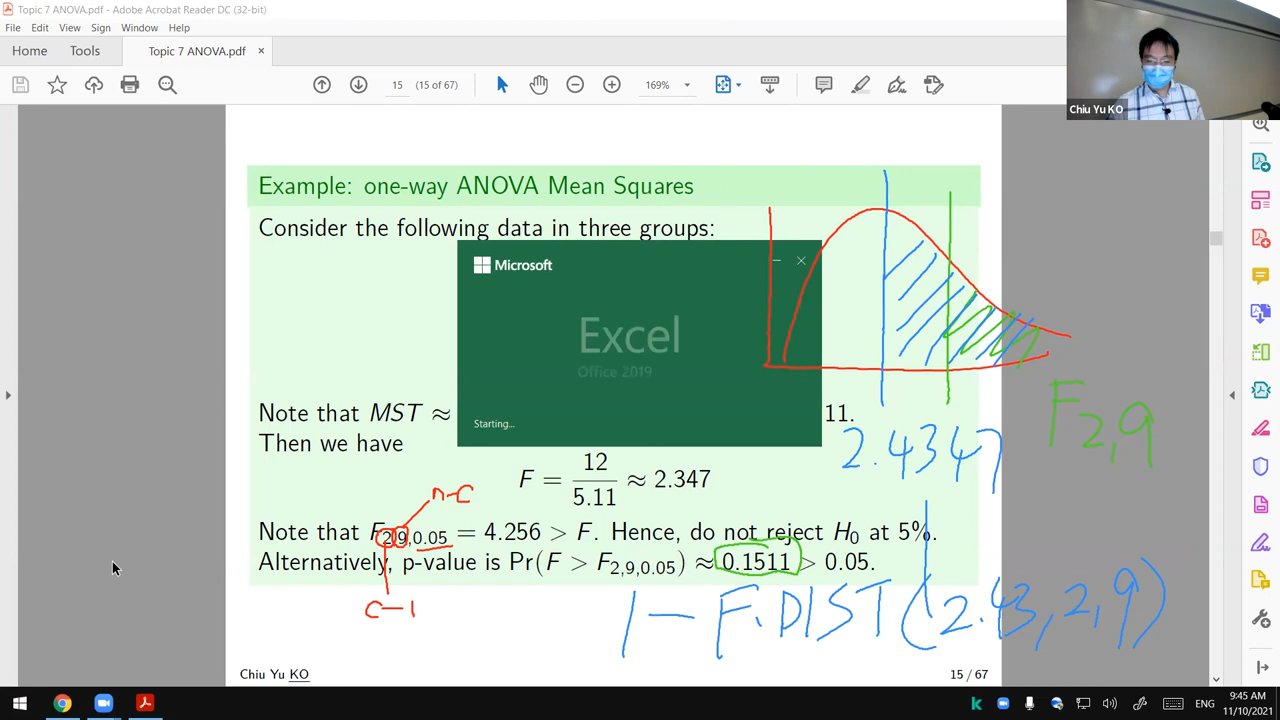 Topic 7 ANOVA.pdf - Adobe Acrobat Reader DC (32-bit)
File Edit View Sign Window Help
Home Tools Topic 7 ANOVA.pdf ×
15 (15 of 67) 169%
Chiu Yu KO
Example: one-way ANOVA Mean Squares
Consider the following data in three groups:
Microsoft
Excel
Office 2019
Starting...
F2,9
Note that MST ≈ 11.
2.4347
Then we have
F = 12/5.11 ≈ 2.347
n-c
Note that F2,9,0.05 = 4.256 > F. Hence, do not reject H0 at 5%.
Alternatively, p-value is Pr(F > F2,9,0.05) ≈ 0.1511 > 0.05.
c-1
1 - F.DIST(2.43,2,9)
Chiu Yu KO 15 / 67
ENG
9:45 AM
11/10/2021